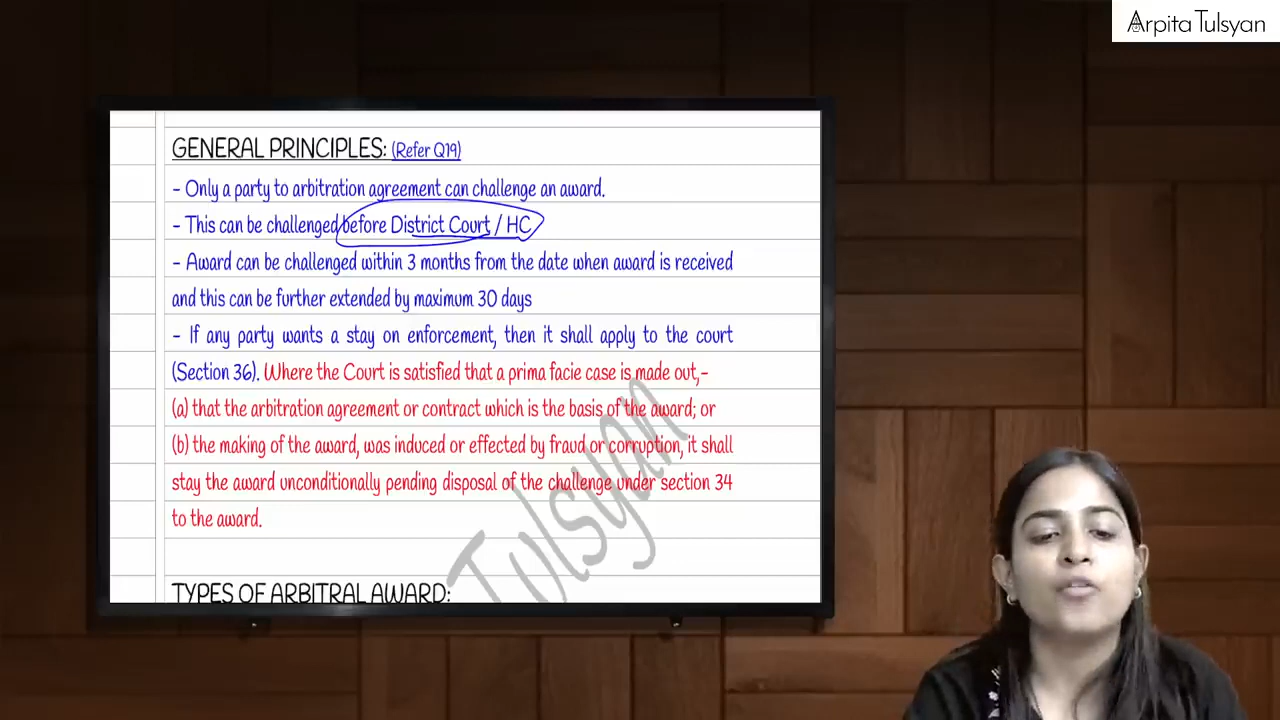 Arpita Tulsyan
GENERAL PRINCIPLES: (Refer Q19)
- Only a party to arbitration agreement can challenge an award.
- This can be challenged before District Court / HC
- Award can be challenged within 3 months from the date when award is received
and this can be further extended by maximum 30 days
- If any party wants a stay on enforcement, then it shall apply to the court
(Section 36). Where the Court is satisfied that a prima facie case is made out,-
(a) that the arbitration agreement or contract which is the basis of the award; or
(b) the making of the award, was induced or effected by fraud or corruption, it shall
stay the award unconditionally pending disposal of the challenge under section 34
to the award.
Tulsyan
TYPES OF ARBITRAL AWARD: